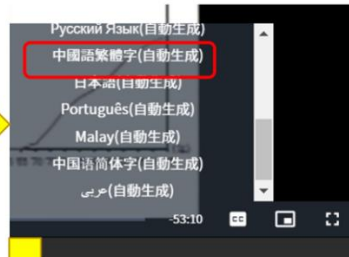 Русский Язык(自動生成)
中國語繁體字(自動生成)
日本語(自動生成)
Português(自動生成)
Malay(自動生成)
中国语简体字(自動生成)
عربي(自動生成)
-53:10
CC